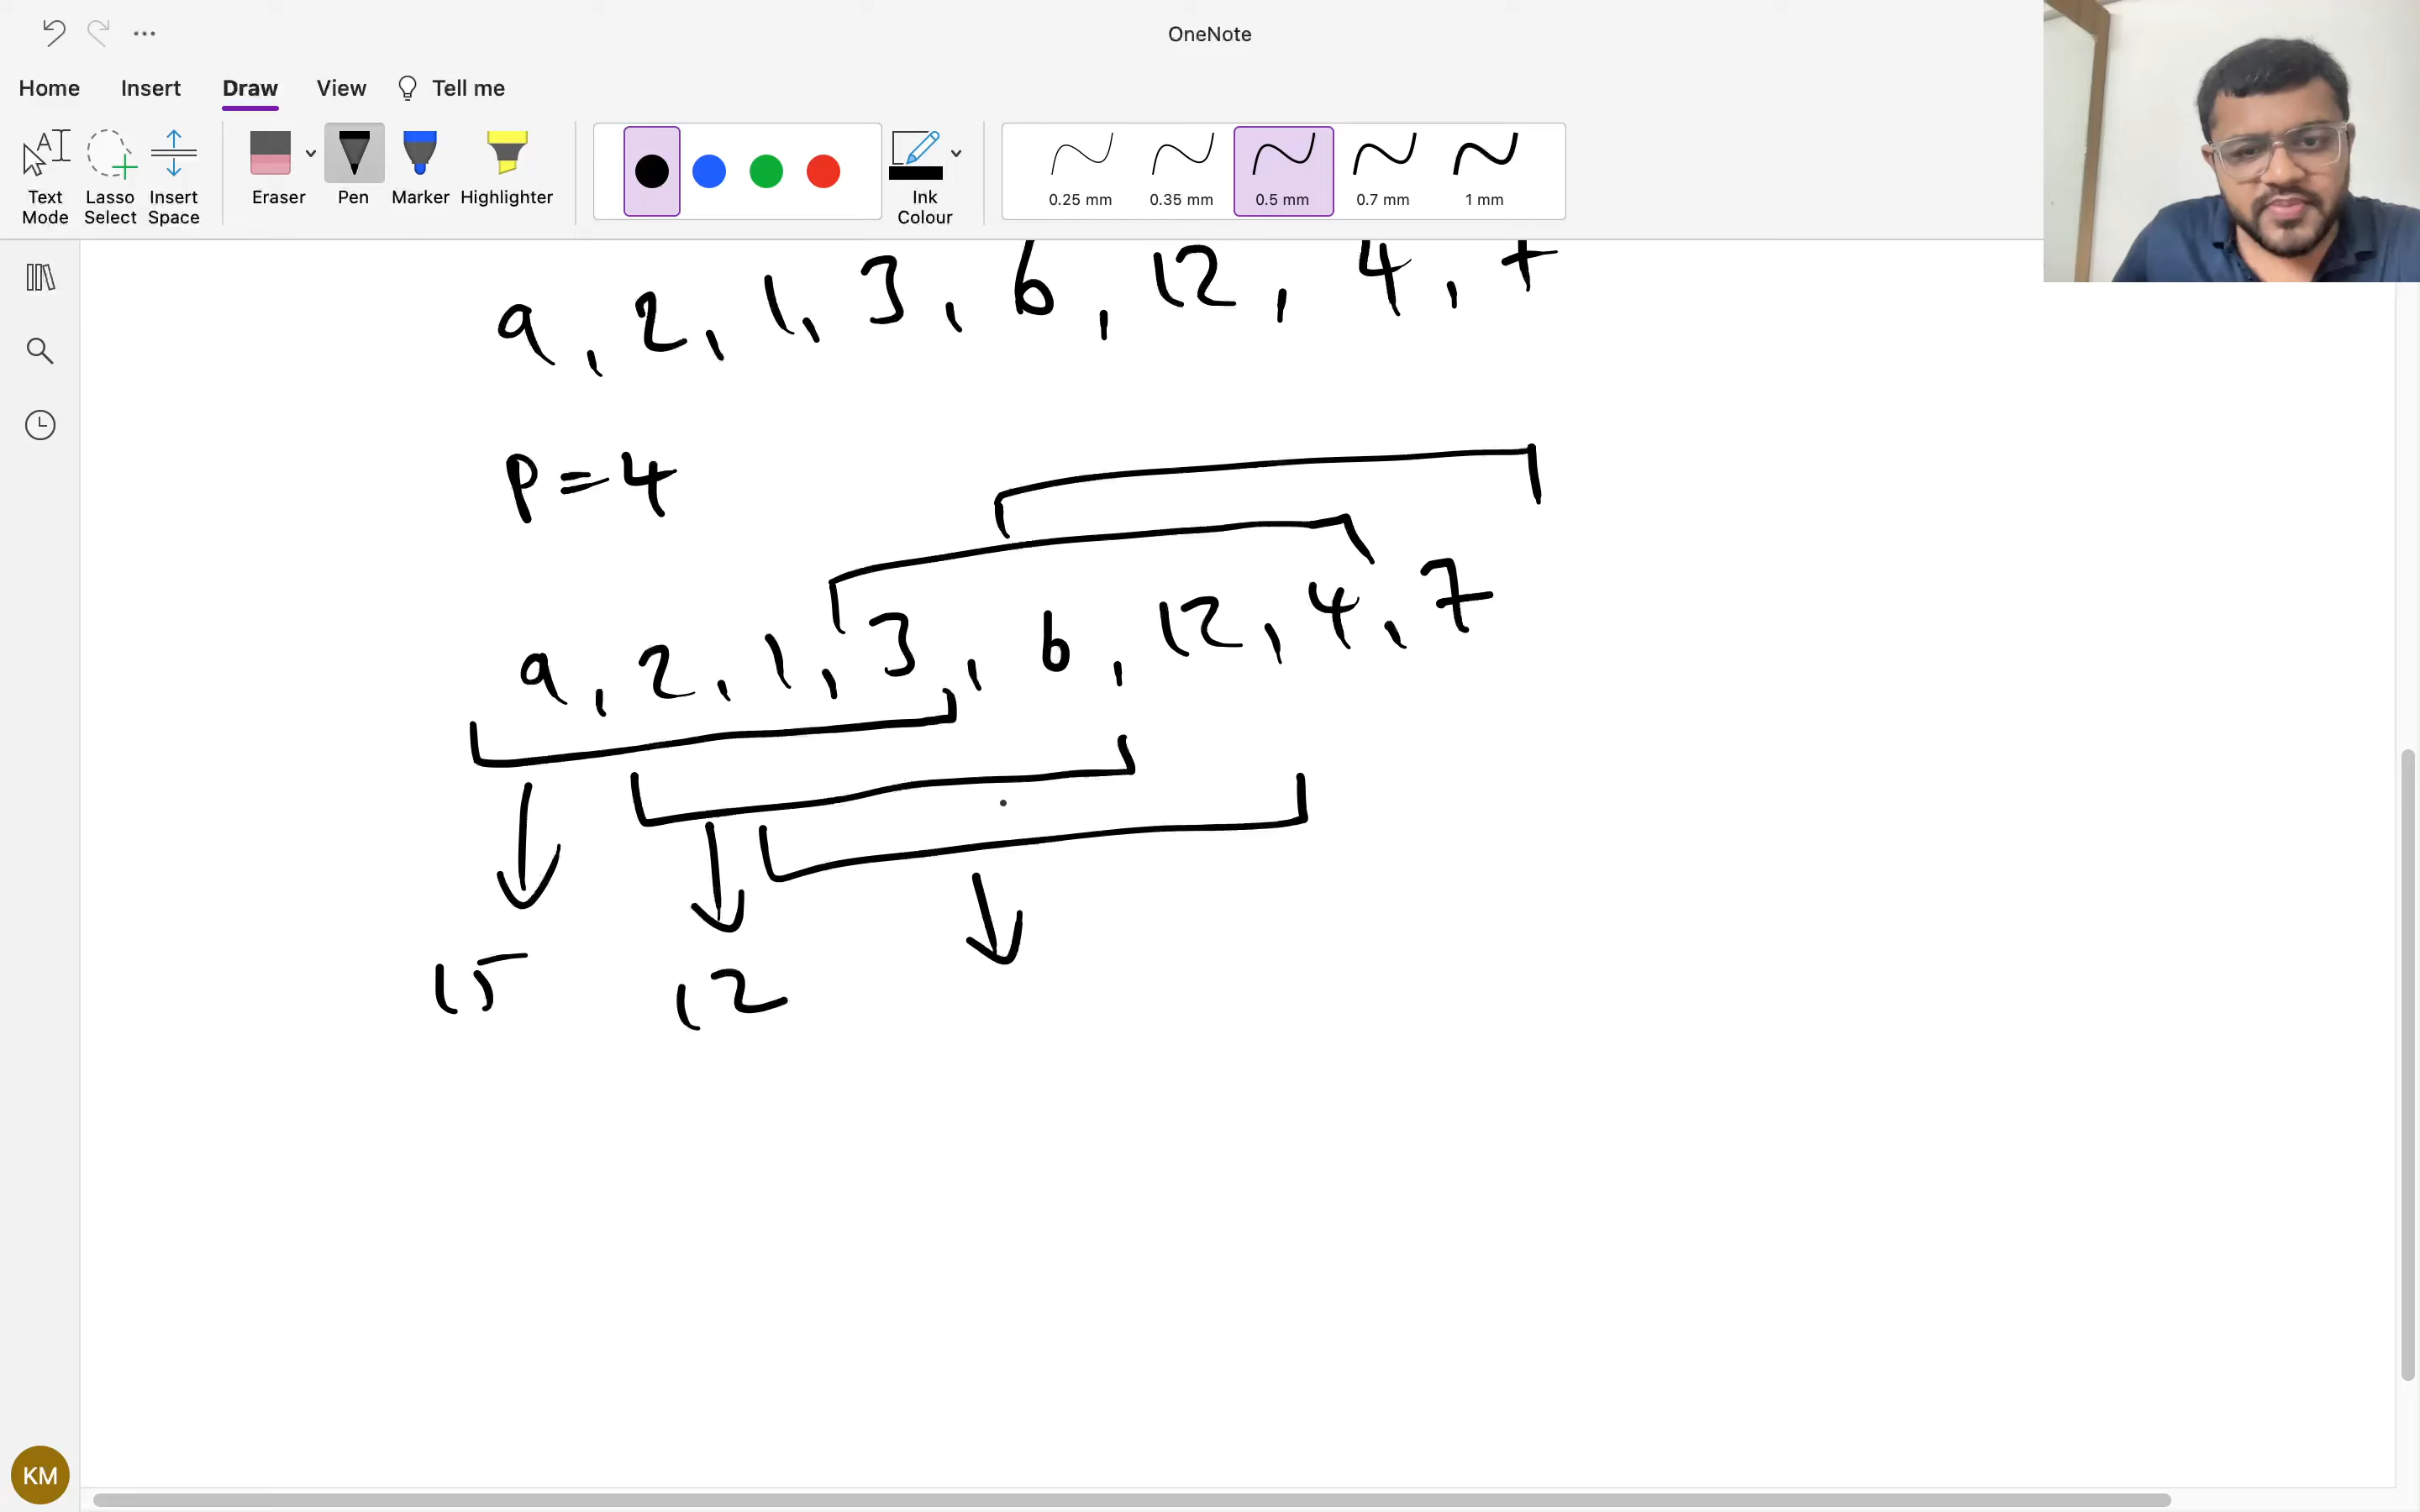 OneNote
Home Insert Draw View Tell me
Text Mode Lasso Select Insert Space Eraser Pen Marker Highlighter Ink Colour 0.25 mm 0.35 mm 0.5 mm 0.7 mm 1 mm
9, 2, 1, 3, 6, 12, 4, 7
P = 4
9, 2, 1, 3, 6, 12, 4, 7
15 12
KM